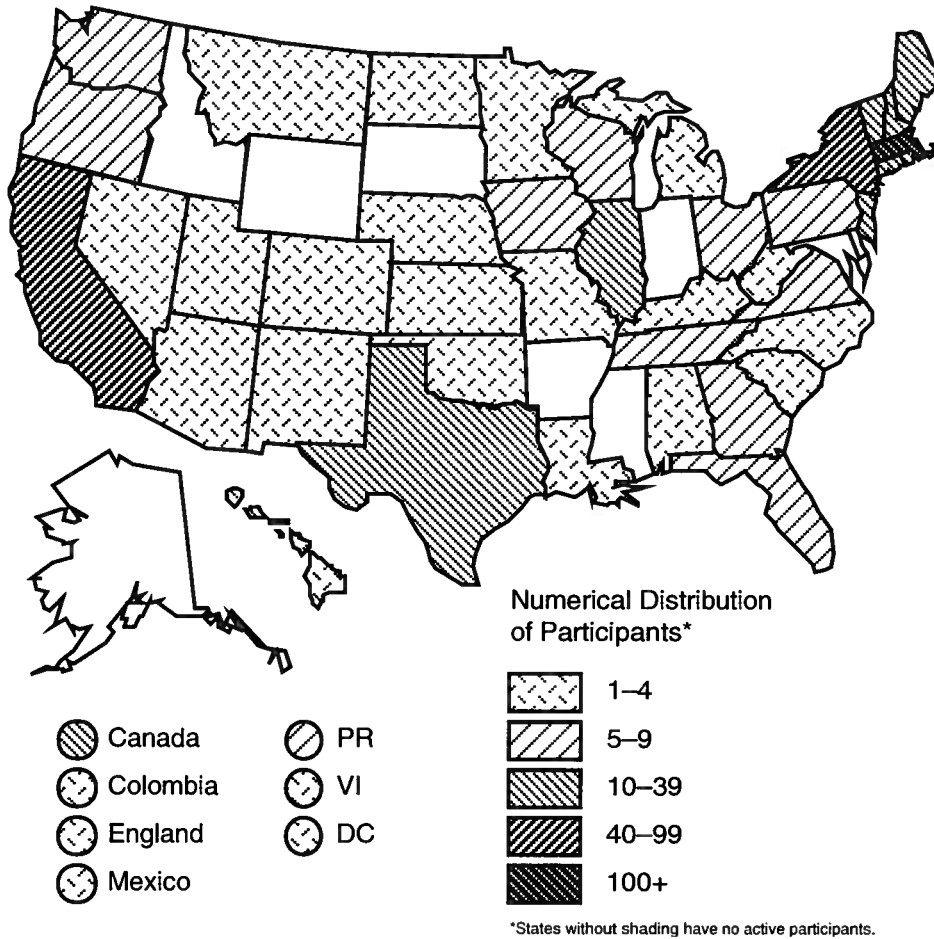 Numerical Distribution
of Participants*
1–4
5–9
10–39
40–99
100+
Canada
Colombia
England
Mexico
PR
VI
DC
*States without shading have no active participants.